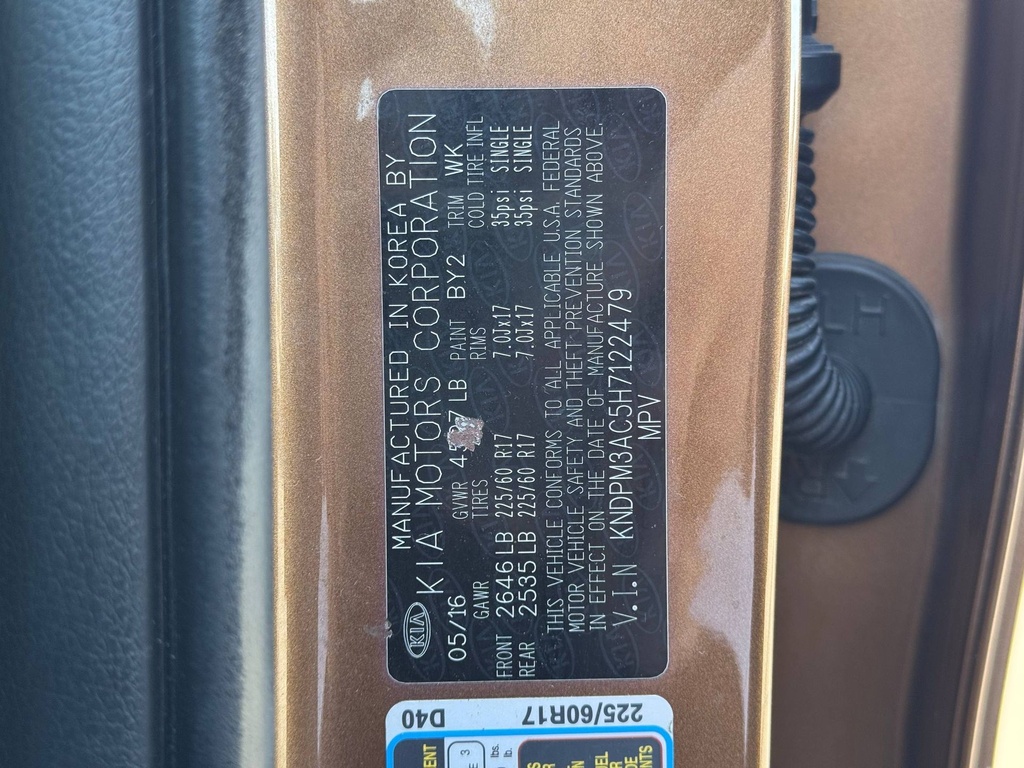 KIA MANUFACTURED IN KOREA BY
KIA MOTORS CORPORATION
05/16 GVWR LB PAINT BY2 TRIM WK
GAWR TIRES RIMS COLD TIRE INFL
FRONT 2646LB 225/60 R17 7.0Jx17 35psi SINGLE
REAR 2535LB 225/60 R17 7.0Jx17 35psi SINGLE
THIS VEHICLE CONFORMS TO ALL APPLICABLE U.S.A. FEDERAL
MOTOR VEHICLE SAFETY AND THEFT PREVENTION STANDARDS
IN EFFECT ON THE DATE OF MANUFACTURE SHOWN ABOVE.
V.I.N KNDPM3AC5H7122479
MPV
225/60R17
D40
LH